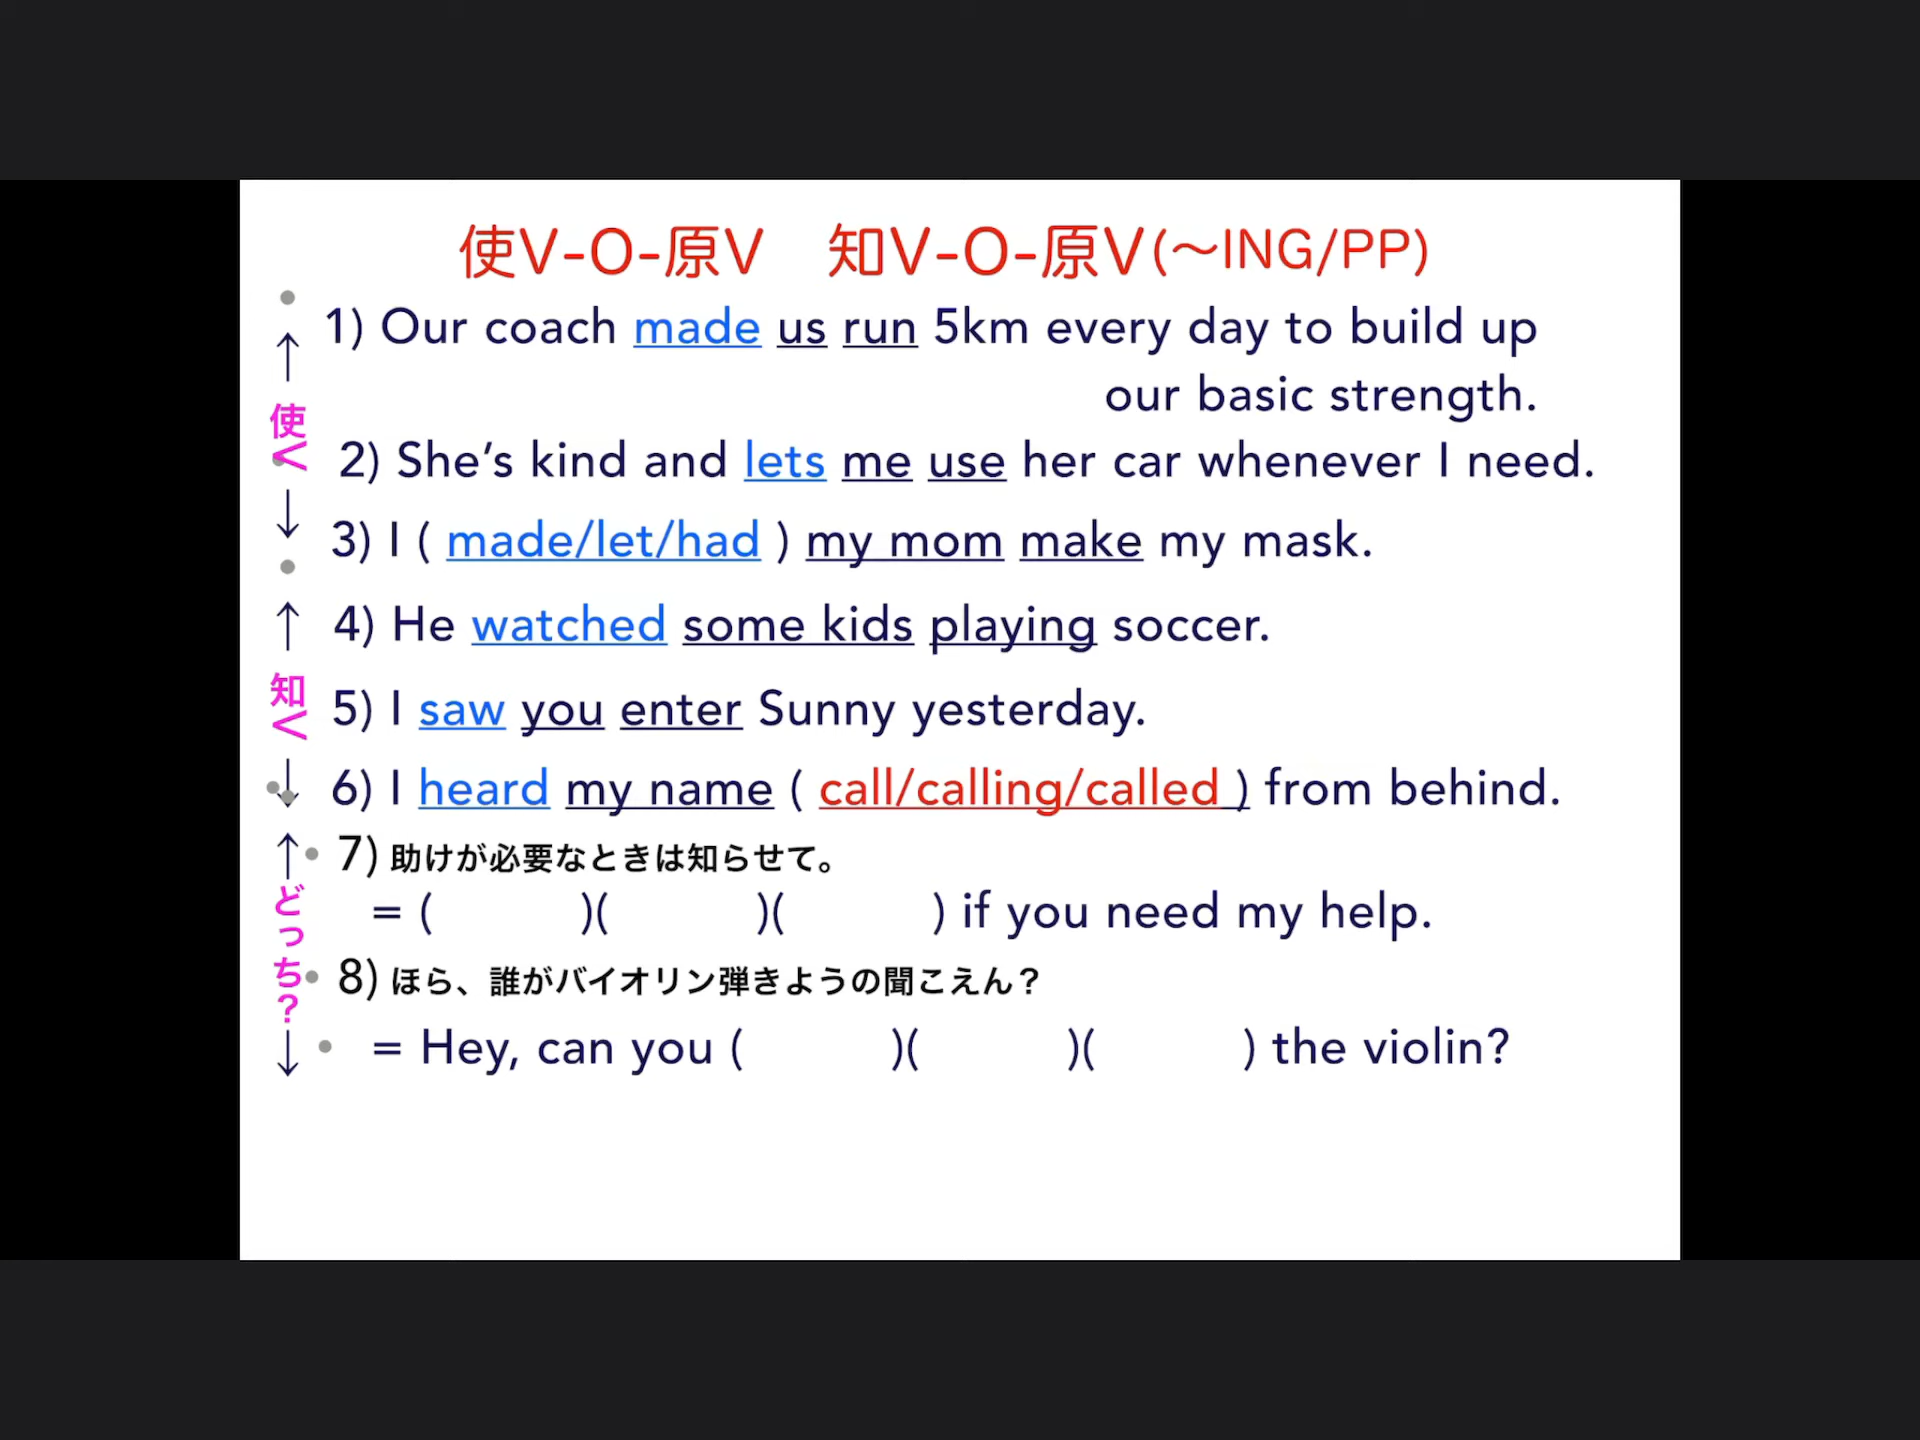 使V-O-原V 知V-O-原V(〜ING/PP)
1) Our coach made us run 5km every day to build up
our basic strength.
使く
2) She’s kind and lets me use her car whenever I need.
3) I ( made/let/had ) my mom make my mask.
4) He watched some kids playing soccer.
知く
5) I saw you enter Sunny yesterday.
6) I heard my name ( call/calling/called ) from behind.
7) 助けが必要なときは知らせて。
= ( )( )( ) if you need my help.
どっち?
8) ほら、誰がバイオリン弾きようの聞こえん？
= Hey, can you ( )( )( ) the violin?